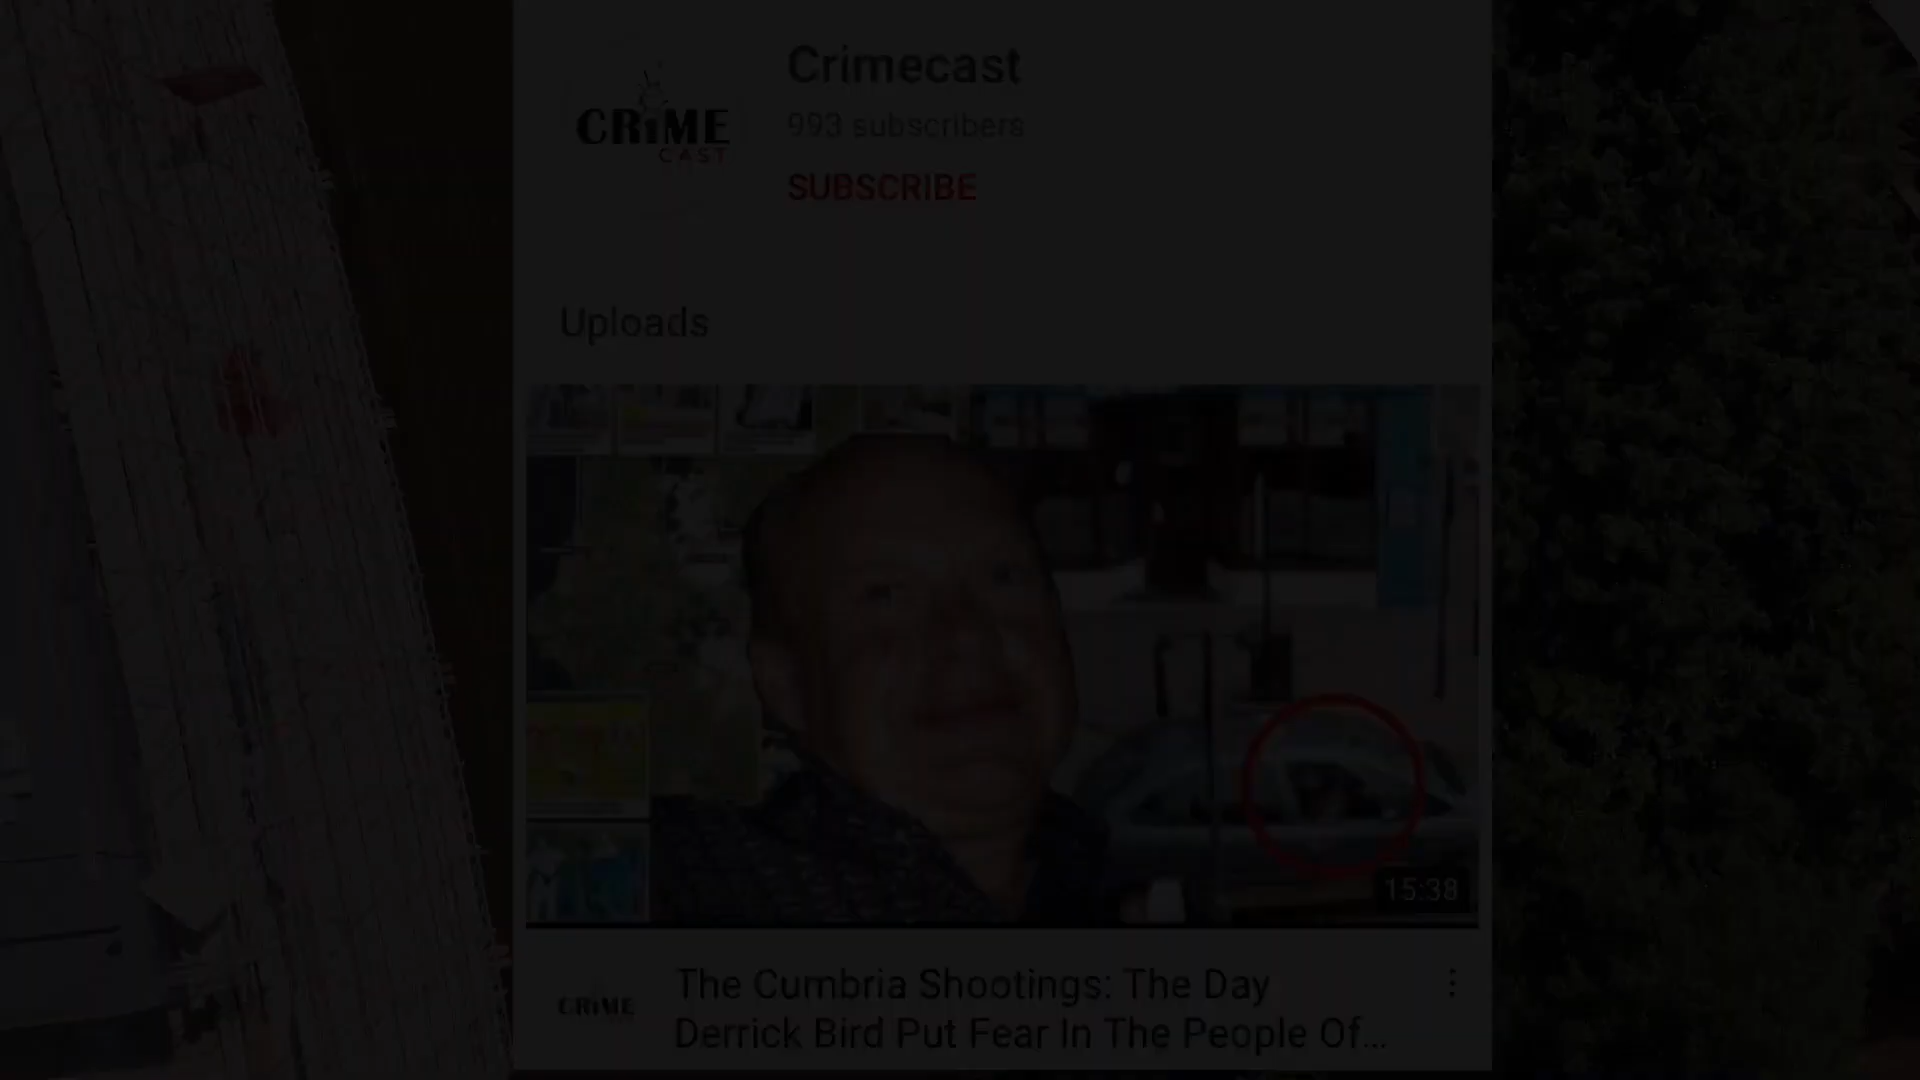 Crimecast
993 subscribers
CRiME
CAST
SUBSCRIBE
Uploads
15:38
The Cumbria Shootings: The Day
Derrick Bird Put Fear In The People Of...
CRiME